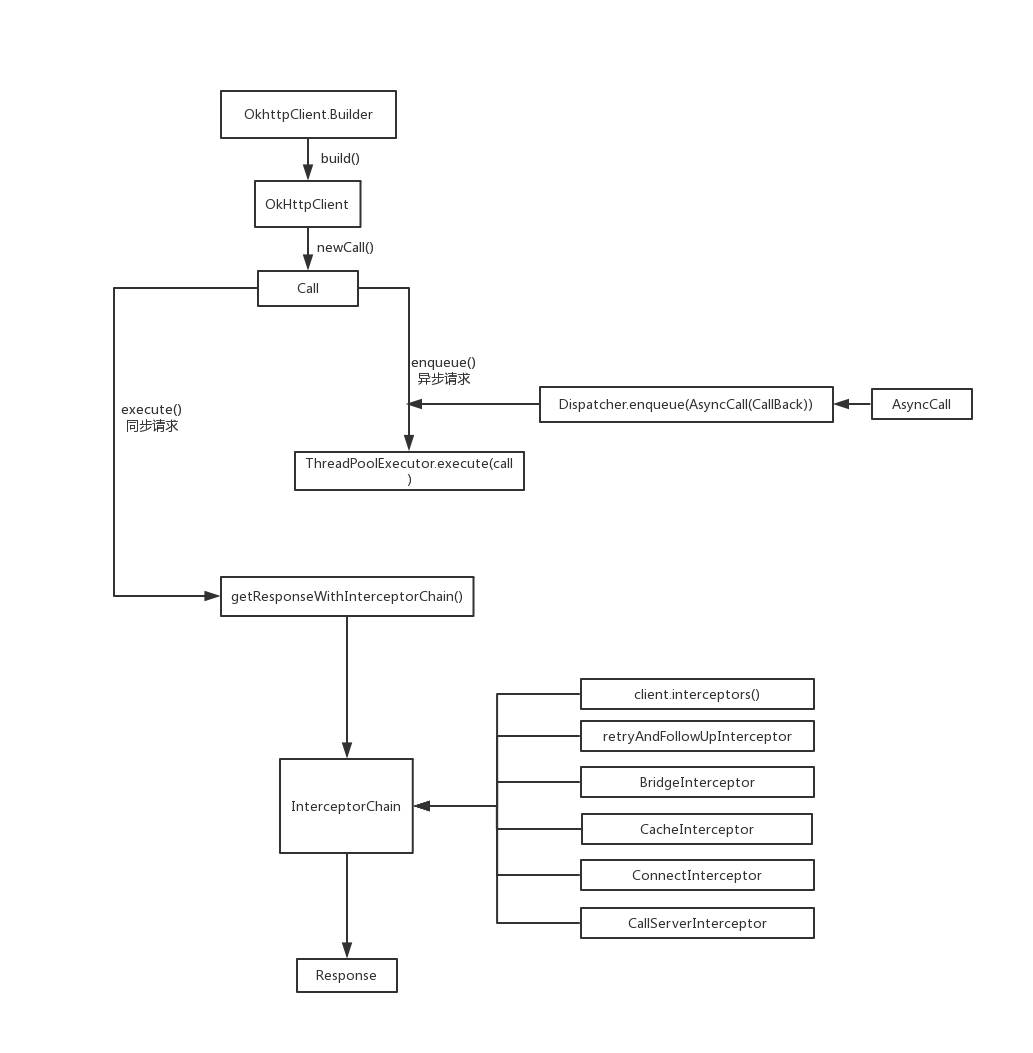 OkhttpClient.Builder
build()
OkHttpClient
newCall()
Call
enqueue()
异步请求
Dispatcher.enqueue(AsyncCall(CallBack))
AsyncCall
execute()
同步请求
ThreadPoolExecutor.execute(call
)
getResponseWithInterceptorChain()
client.interceptors()
retryAndFollowUpInterceptor
BridgeInterceptor
InterceptorChain
CacheInterceptor
ConnectInterceptor
CallServerInterceptor
Response